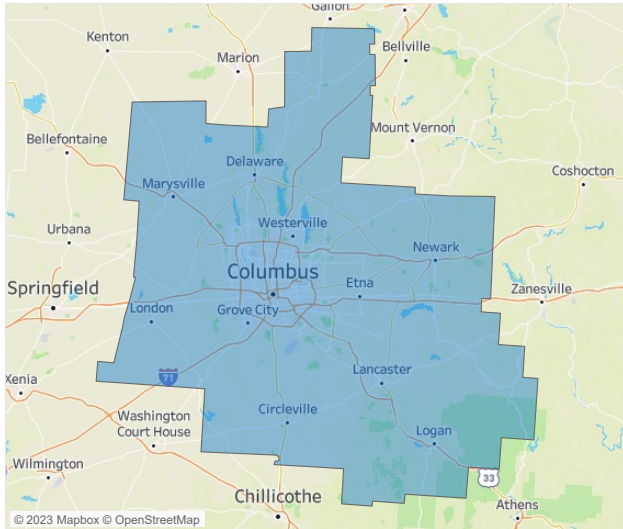 Galion
Kenton
Bellville
Marion
Mount Vernon
Bellefontaine
Coshocton
Delaware
Marysville
Urbana
Westerville
Newark
Columbus
Springfield
Etna
Zanesville
London
Grove City
71
Xenia
Lancaster
Circleville
Washington
Court House
Logan
Wilmington
33
Chillicothe
Athens
© 2023 Mapbox © OpenStreetMap